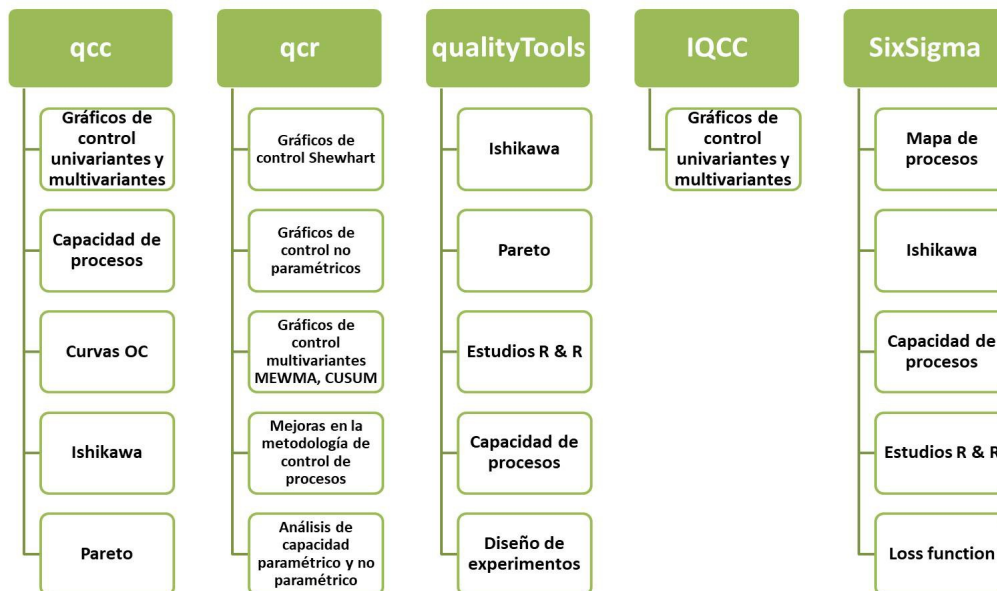 qcc
Gráficos de
control
univariantes y
multivariantes
Capacidad de
procesos
Curvas OC
Ishikawa
Pareto
qcr
Gráficos de
control Shewhart
Gráficos de
control no
paramétricos
Gráficos de
control
multivariantes
MEWMA, CUSUM
Mejoras en la
metodología de
control de
procesos
Análisis de
capacidad
paramétrico y no
paramétrico
qualityTools
Ishikawa
Pareto
Estudios R & R
Capacidad de
procesos
Diseño de
experimentos
IQCC
Gráficos de
control
univariantes y
multivariantes
SixSigma
Mapa de
procesos
Ishikawa
Capacidad de
procesos
Estudios R & R
Loss function